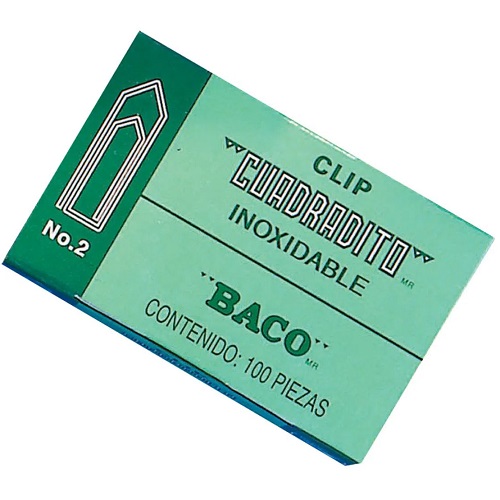 No.2
CLIP
"CUADRADITO" MR
INOXIDABLE
"BACO" MR
CONTENIDO: 100 PIEZAS